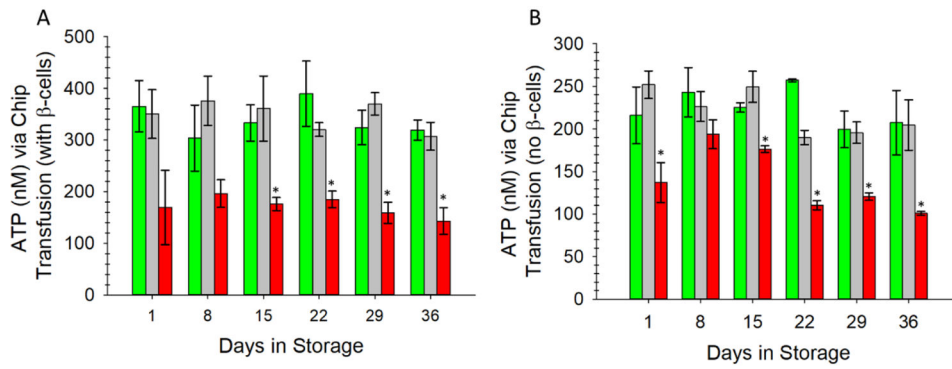 A
ATP (nM) via Chip
Transfusion (with β-cells)
500
400
300
200
100
0
*
*
*
*
1 8 15 22 29 36
Days in Storage
B
ATP (nM) via Chip
Transfusion (no β-cells)
300
250
200
150
100
50
0
*
*
*
*
*
1 8 15 22 29 36
Days in Storage